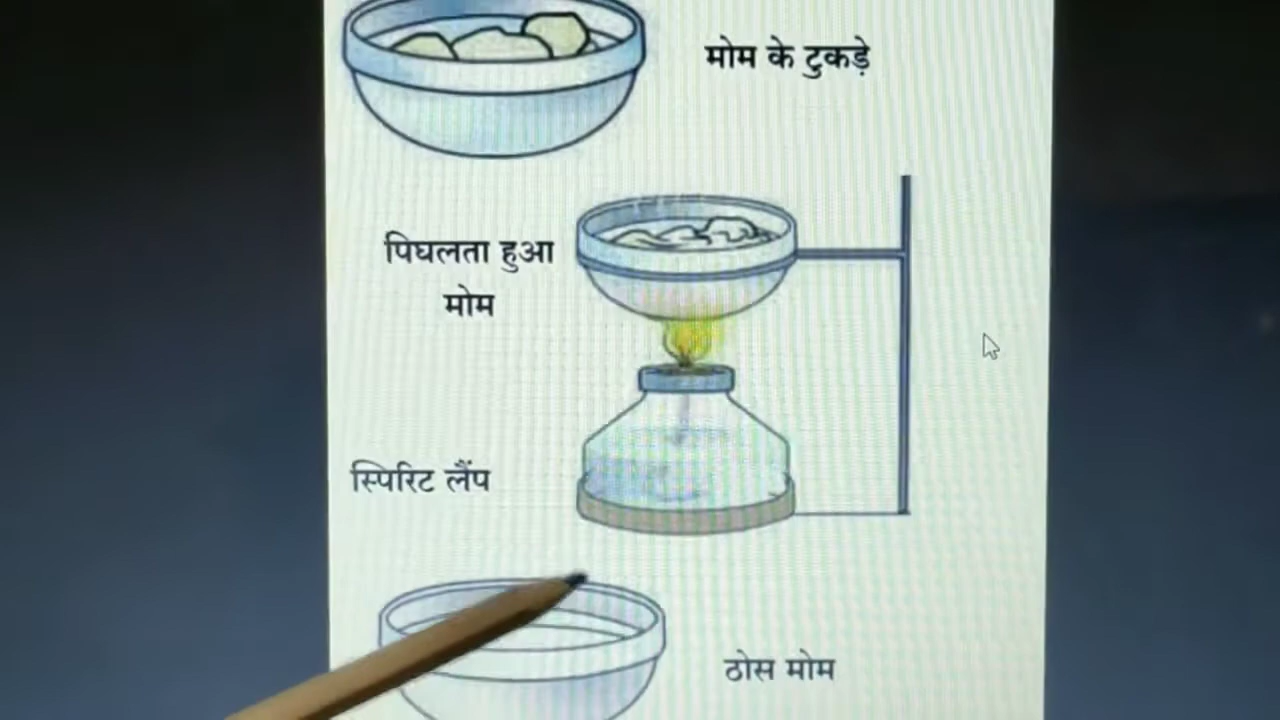 मोम के टुकड़े
पिघलता हुआ
मोम
स्पिरिट लैंप
ठोस मोम